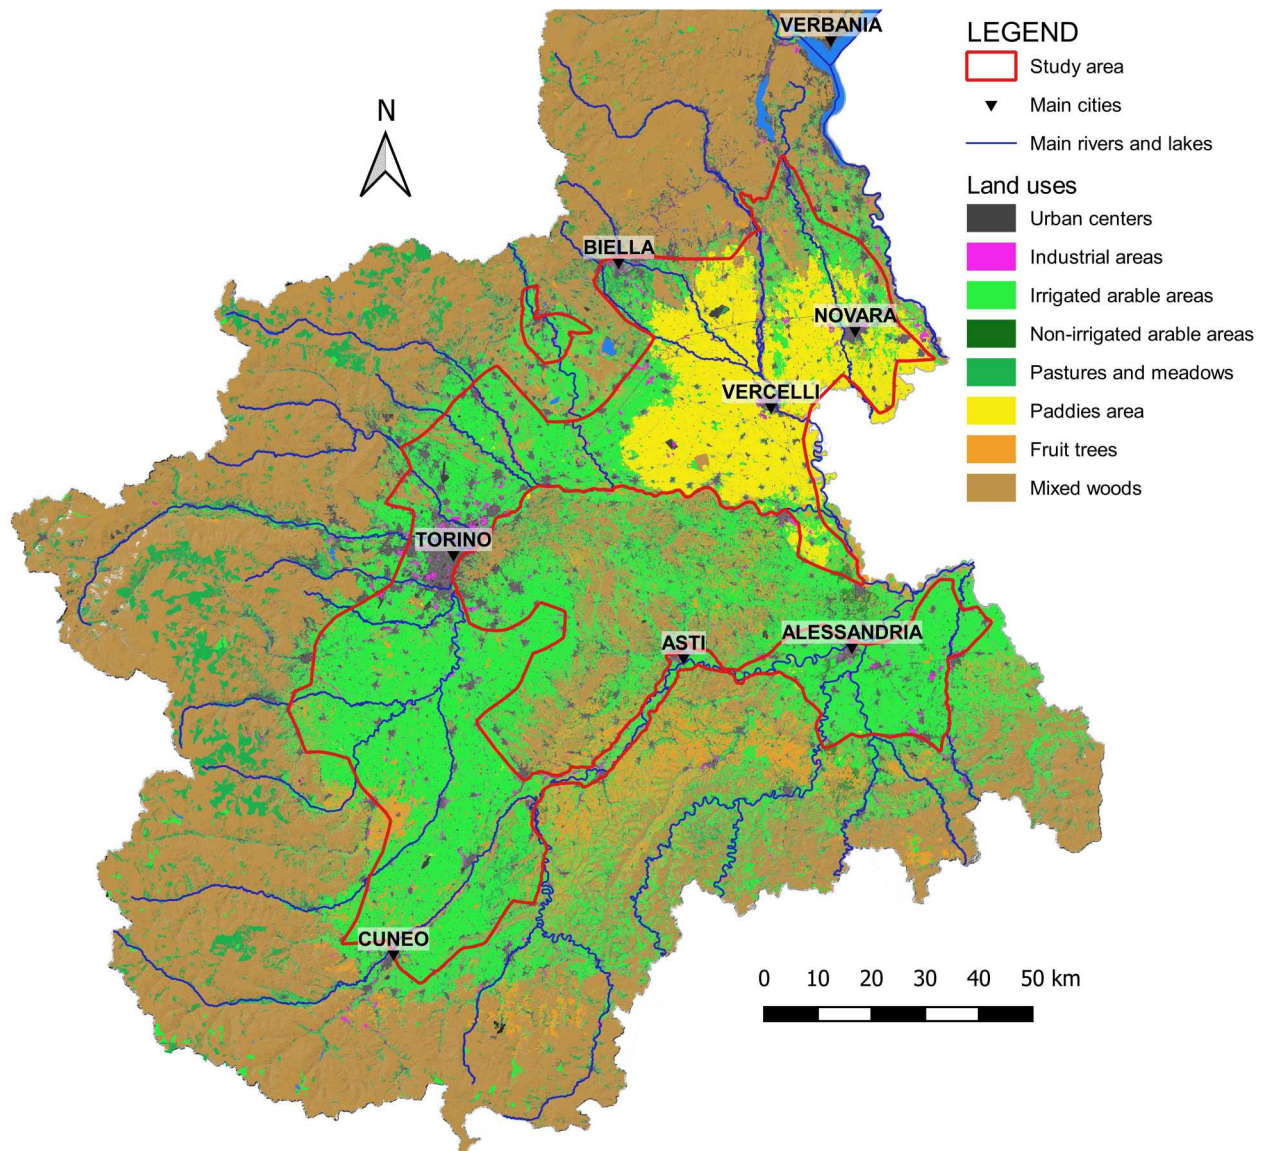 VERBANIA
LEGEND
Study area
Main cities
Main rivers and lakes
Land uses
Urban centers
Industrial areas
Irrigated arable areas
Non-irrigated arable areas
Pastures and meadows
Paddies area
Fruit trees
Mixed woods
N
BIELLA
NOVARA
VERCELLI
TORINO
ASTI
ALESSANDRIA
CUNEO
0 10 20 30 40 50 km